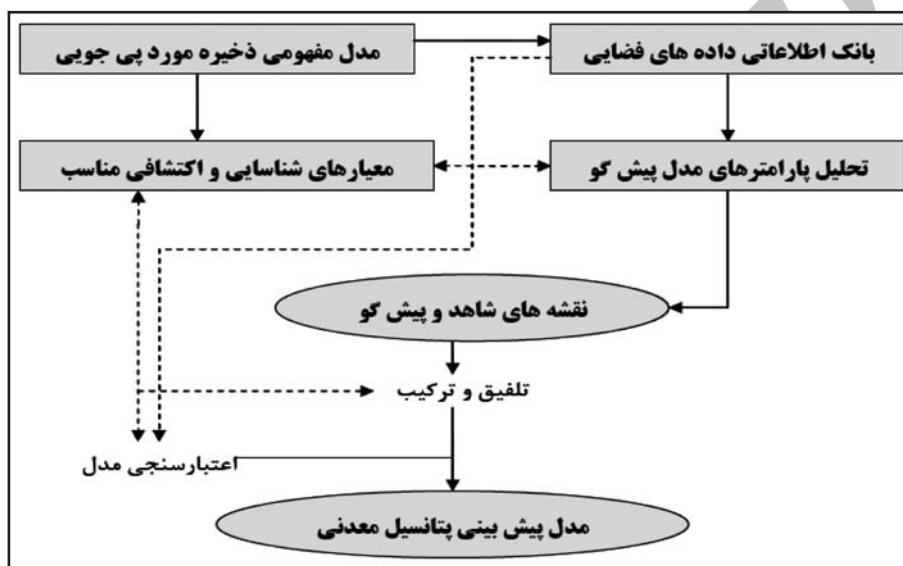 مدل مفهومی ذخیره مورد پی جویی
بانک اطلاعاتی داده های فضایی
معیارهای شناسایی و اکتشافی مناسب
تحلیل پارامترهای مدل پیش گو
نقشه های شاهد و پیش گو
تلفیق و ترکیب
اعتبارسنجی مدل
مدل پیش بینی پتانسیل معدنی